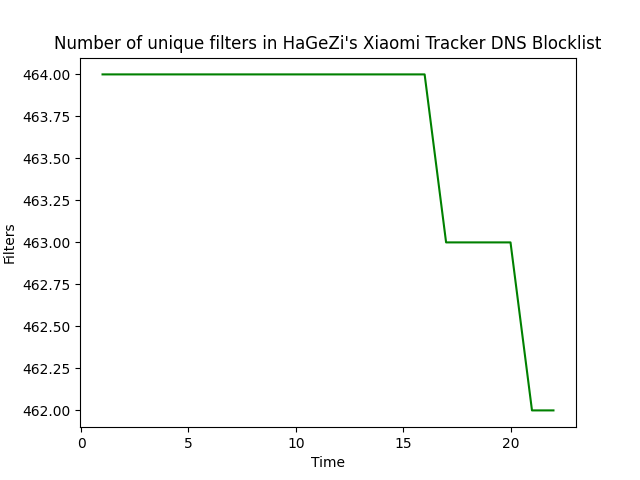 Number of unique filters in HaGeZi's Xiaomi Tracker DNS Blocklist
464.00
463.75
463.50
463.25
463.00
462.75
462.50
462.25
462.00
Filters
0 5 10 15 20
Time